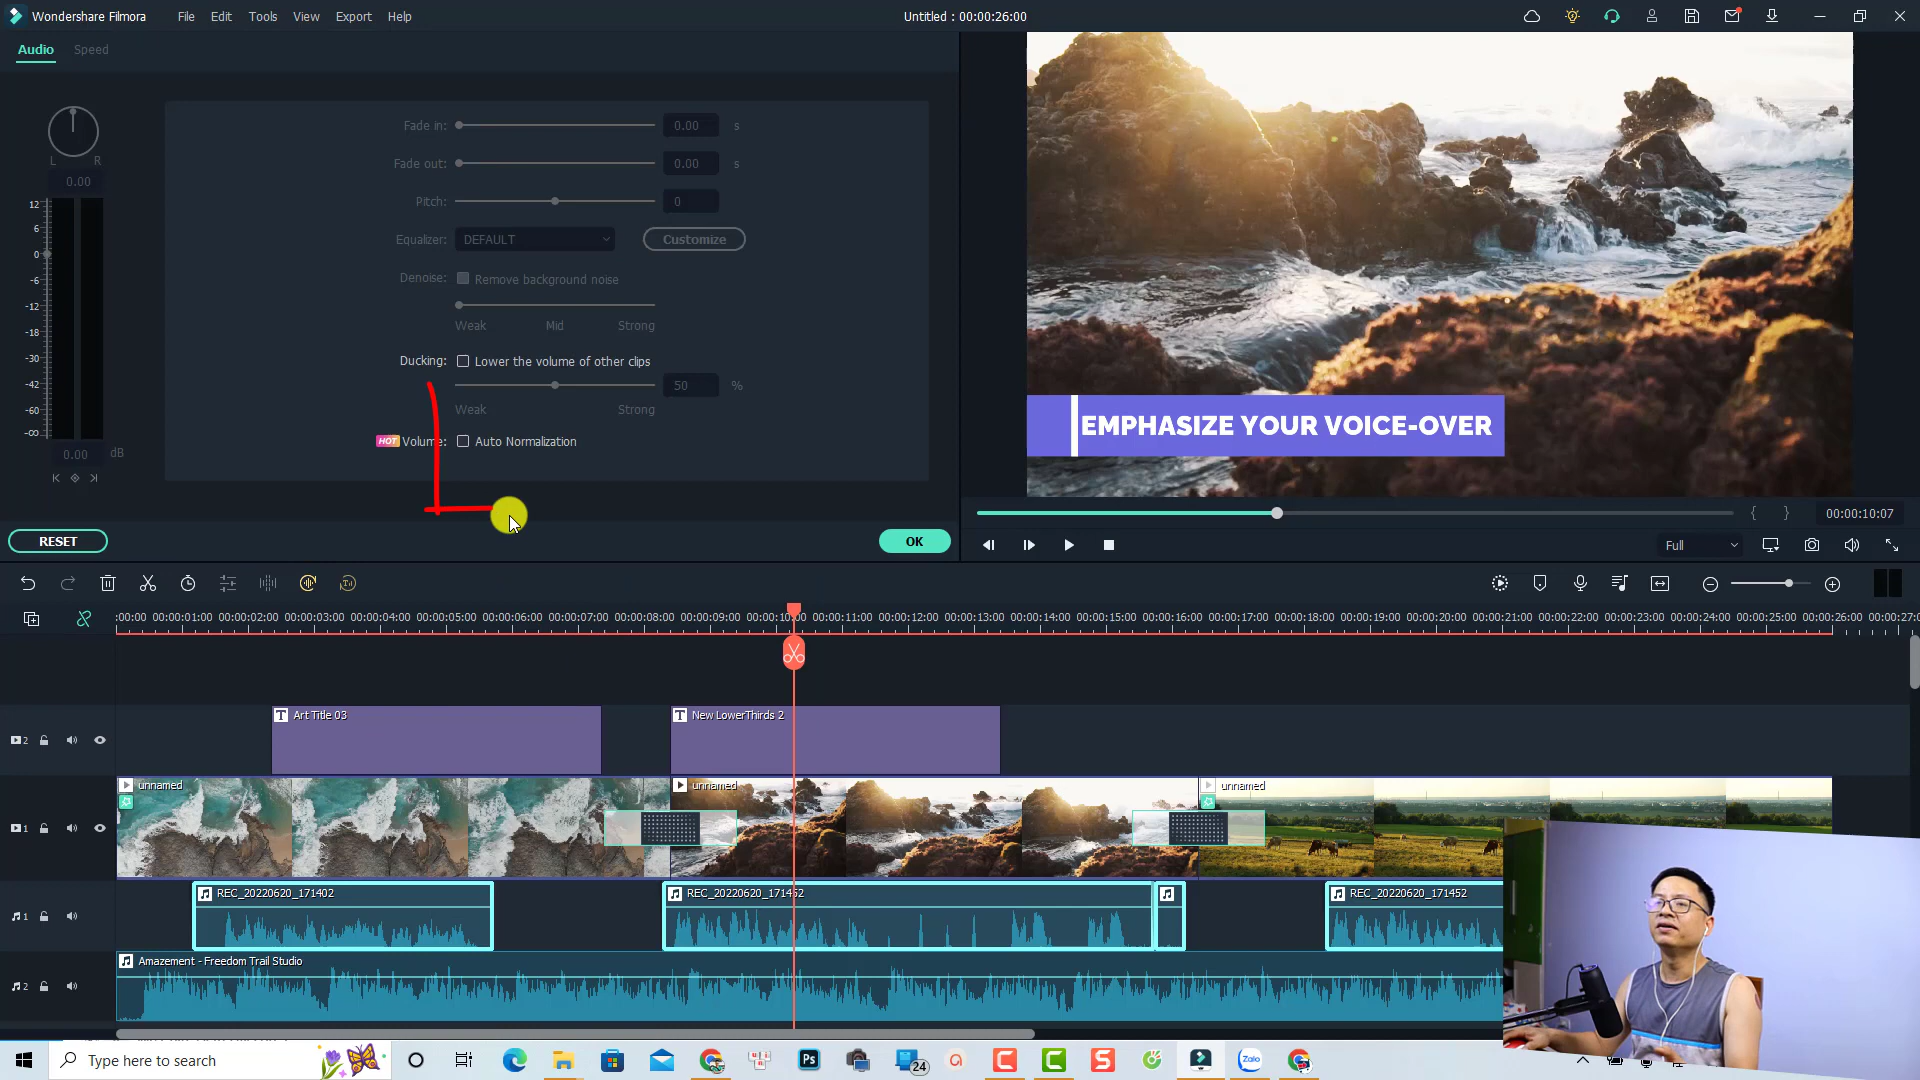 Wondershare Filmora
File
Edit
Tools
View
Export
Help
Untitled : 00:00:26:00
Audio
Speed
L
R
0.00
12
6
0
-6
-12
-18
-30
-42
-60
-∞
0.00
dB
Fade in:
0.00
s
Fade out:
0.00
s
Pitch:
0
Equalizer:
DEFAULT
Customize
Denoise:
Remove background noise
Weak
Mid
Strong
Ducking:
Lower the volume of other clips
50
%
Weak
Strong
HOT
Volume:
Auto Normalization
RESET
OK
EMPHASIZE YOUR VOICE-OVER
{ }
00:00:10:07
Full
:00:00
00:00:01:00
00:00:02:00
00:00:03:00
00:00:04:00
00:00:05:00
00:00:06:00
00:00:07:00
00:00:08:00
00:00:09:00
00:00:10:00
00:00:11:00
00:00:12:00
00:00:13:00
00:00:14:00
00:00:15:00
00:00:16:00
00:00:17:00
00:00:18:00
00:00:19:00
00:00:20:00
00:00:21:00
00:00:22:00
00:00:23:00
00:00:24:00
00:00:25:00
00:00:26:00
00:00:27:0
2
T Art Title 03
T New LowerThirds 2
1
unnamed
unnamed
unnamed
1
REC_20220620_171402
REC_20220620_171452
REC_20220620_171452
2
Amazement - Freedom Trail Studio
Type here to search
Ps
24
C
C
S
Zalo